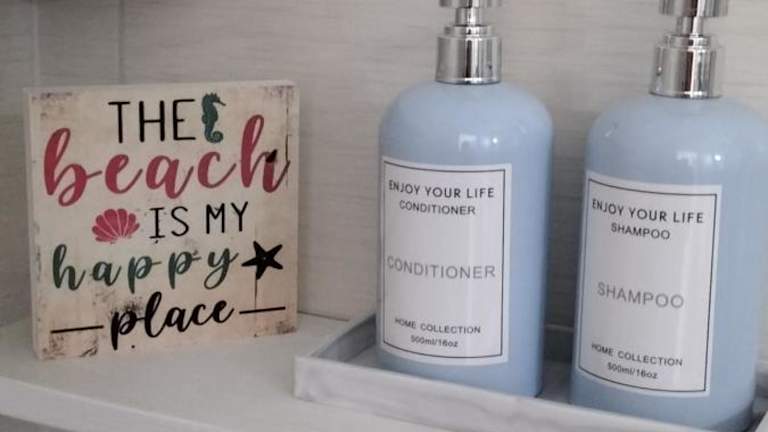 THE
beach
IS MY
happy
place
ENJOY YOUR LIFE
CONDITIONER
CONDITIONER
HOME COLLECTION
500ml/16oz
ENJOY YOUR LIFE
SHAMPOO
SHAMPOO
HOME COLLECTION
500ml/16oz